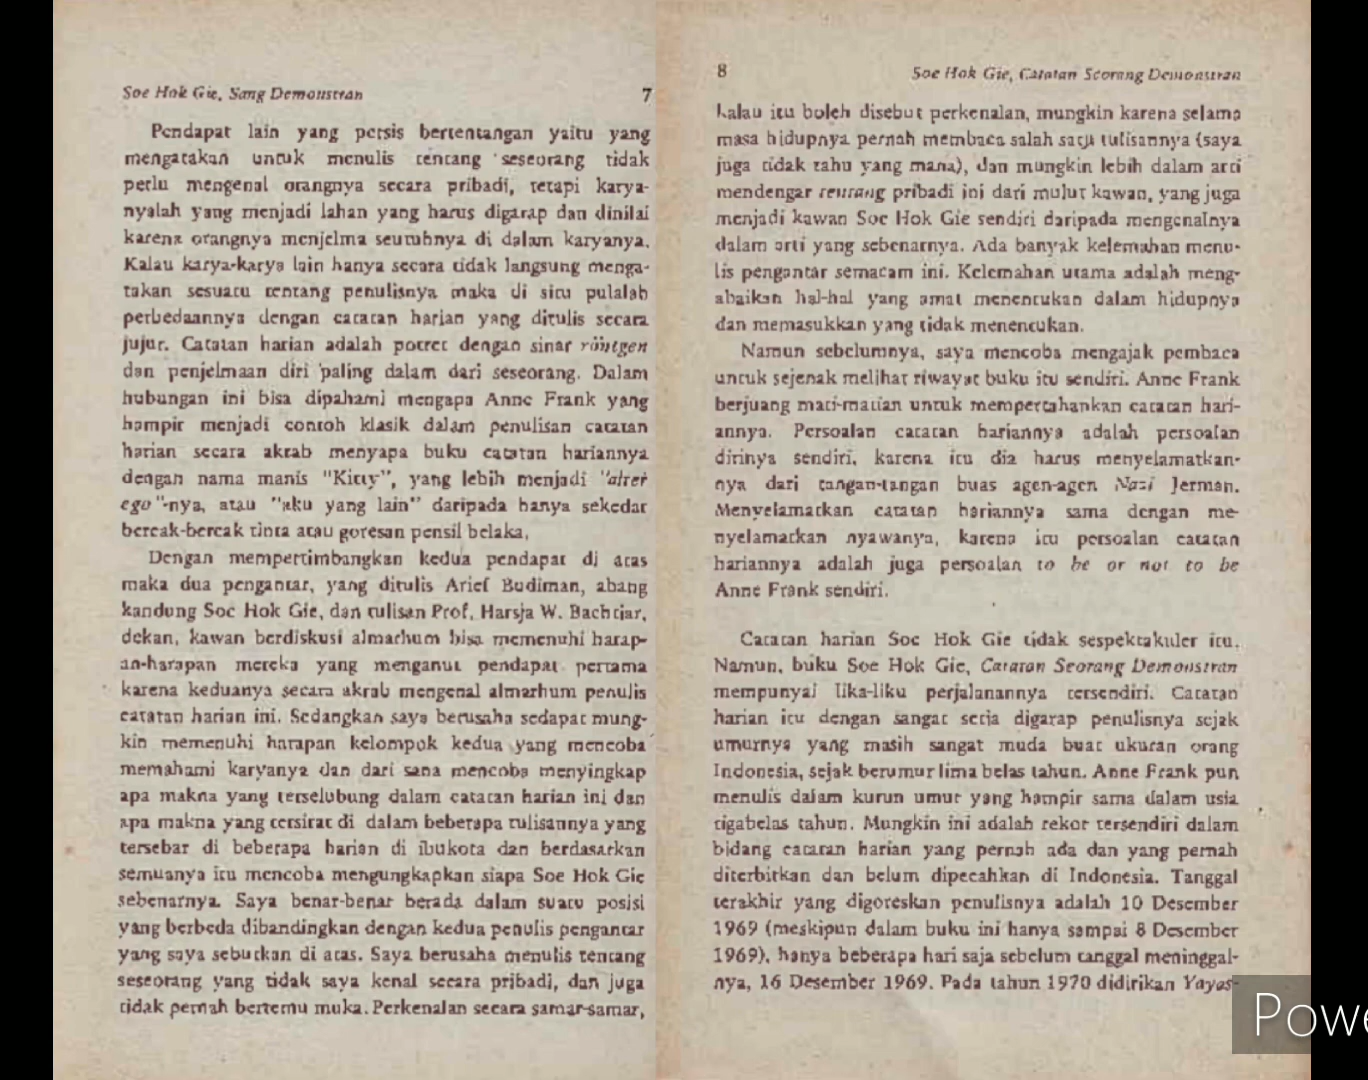 Soe Hok Gie, Sang Demonstran 7
Pendapat lain yang persis bertentangan yaitu yang
mengatakan untuk menulis tentang seseorang tidak
perlu mengenal orangnya secara pribadi, tetapi karya-
nyalah yang menjadi lahan yang harus digarap dan dinilai
karena orangnya menjelma seutuhnya di dalam karyanya.
Kalau karya-karya lain hanya secara tidak langsung menga-
takan sesuatu tentang penulisnya maka di situ pulalah
perbedaannya dengan catatan harian yang ditulis secara
jujur. Catatan harian adalah potret dengan sinar röntgen
dan penjelmaan diri paling dalam dari seseorang. Dalam
hubungan ini bisa dipahami mengapa Anne Frank yang
hampir menjadi contoh klasik dalam penulisan catatan
harian secara akrab menyapa buku catatan hariannya
dengan nama manis "Kitty", yang lebih menjadi "alter
ego"-nya, atau "aku yang lain" daripada hanya sekedar
bercak-bercak tinta atau goresan pensil belaka.
Dengan mempertimbangkan kedua pendapat di atas
maka dua pengantar, yang ditulis Arief Budiman, abang
kandung Soe Hok Gie, dan tulisan Prof. Harsja W. Bachtiar,
dekan, kawan berdiskusi almarhum bisa memenuhi harap-
an-harapan mereka yang menganut pendapat pertama
karena keduanya secara akrab mengenal almarhum penulis
catatan harian ini. Sedangkan saya berusaha sedapat mung-
kin memenuhi harapan kelompok kedua yang mencoba
memahami karyanya dan dari sana mencoba menyingkap
apa makna yang terselubung dalam catatan harian ini dan
apa makna yang tersirat di dalam beberapa tulisannya yang
tersebar di beberapa harian di ibukota dan berdasarkan
semuanya itu mencoba mengungkapkan siapa Soe Hok Gie
sebenarnya. Saya benar-benar berada dalam suatu posisi
yang berbeda dibandingkan dengan kedua penulis pengantar
yang saya sebutkan di atas. Saya berusaha menulis tentang
seseorang yang tidak saya kenal secara pribadi, dan juga
tidak pernah bertemu muka. Perkenalan secara samar-samar,
8 Soe Hok Gie, Catatan Seorang Demonstran
kalau itu boleh disebut perkenalan, mungkin karena selama
masa hidupnya pernah membaca salah satu tulisannya (saya
juga tidak tahu yang mana), dan mungkin lebih dalam arti
mendengar tentang pribadi ini dari mulut kawan, yang juga
menjadi kawan Soe Hok Gie sendiri daripada mengenalnya
dalam arti yang sebenarnya. Ada banyak kelemahan menu-
lis pengantar semacam ini. Kelemahan utama adalah meng-
abaikan hal-hal yang amat menentukan dalam hidupnya
dan memasukkan yang tidak menentukan.
Namun sebelumnya, saya mencoba mengajak pembaca
untuk sejenak melihat riwayat buku itu sendiri. Anne Frank
berjuang mati-matian untuk mempertahankan catatan hari-
annya. Persoalan catatan hariannya adalah persoalan
dirinya sendiri, karena itu dia harus menyelamatkan-
nya dari tangan-tangan buas agen-agen Nazi Jerman.
Menyelamatkan catatan hariannya sama dengan me-
nyelamatkan nyawanya, karena itu persoalan catatan
hariannya adalah juga persoalan to be or not to be
Anne Frank sendiri.
Catatan harian Soe Hok Gie tidak sespektakuler itu.
Namun, buku Soe Hok Gie, Catatan Seorang Demonstran
mempunyai lika-liku perjalanannya tersendiri. Catatan
harian itu dengan sangat setia digarap penulisnya sejak
umurnya yang masih sangat muda buat ukuran orang
Indonesia, sejak berumur lima belas tahun. Anne Frank pun
menulis dalam kurun umur yang hampir sama dalam usia
tigabelas tahun. Mungkin ini adalah rekor tersendiri dalam
bidang catatan harian yang pernah ada dan yang pernah
diterbitkan dan belum dipecahkan di Indonesia. Tanggal
terakhir yang digoreskan penulisnya adalah 10 Desember
1969 (meskipun dalam buku ini hanya sampai 8 Desember
1969), hanya beberapa hari saja sebelum tanggal meninggal-
nya, 16 Desember 1969. Pada tahun 1970 didirikan Yayas-
Powe